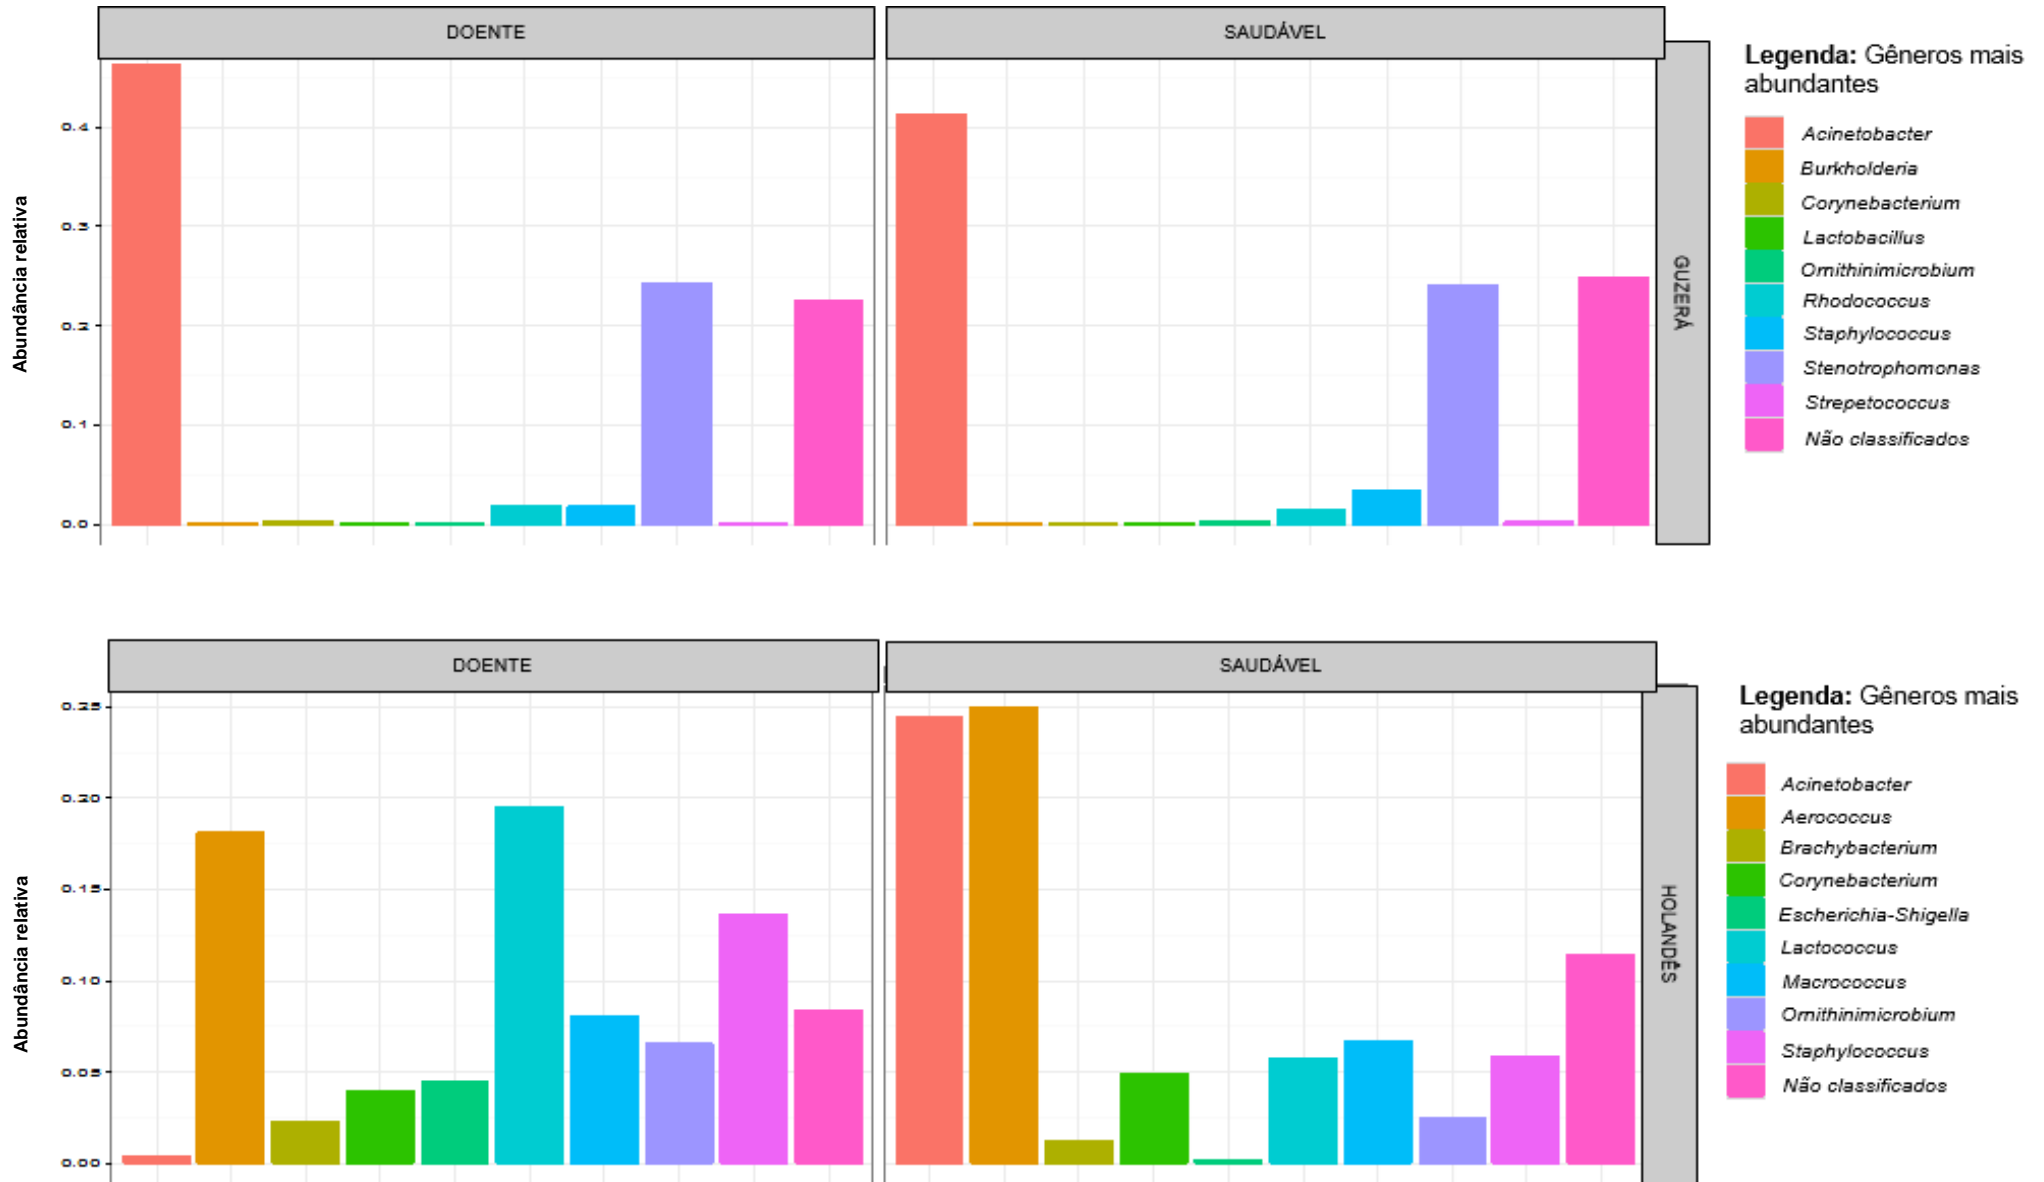 DOENTE
SAUDÁVEL
Legenda: Gêneros mais
abundantes
Acinetobacter
Burkholderia
Corynebacterium
Lactobacillus
Ornithinimicrobium
Rhodococcus
Staphylococcus
Stenotrophomonas
Strepetococcus
Não classificados
GUZERÁ
Abundância relativa
0.4
0.3
0.2
0.1
0.0
DOENTE
SAUDÁVEL
Legenda: Gêneros mais
abundantes
Acinetobacter
Aerococcus
Brachybacterium
Corynebacterium
Escherichia-Shigella
Lactococcus
Macrococcus
Ornithinimicrobium
Staphylococcus
Não classificados
HOLANDÊS
Abundância relativa
0.25
0.20
0.15
0.10
0.05
0.00